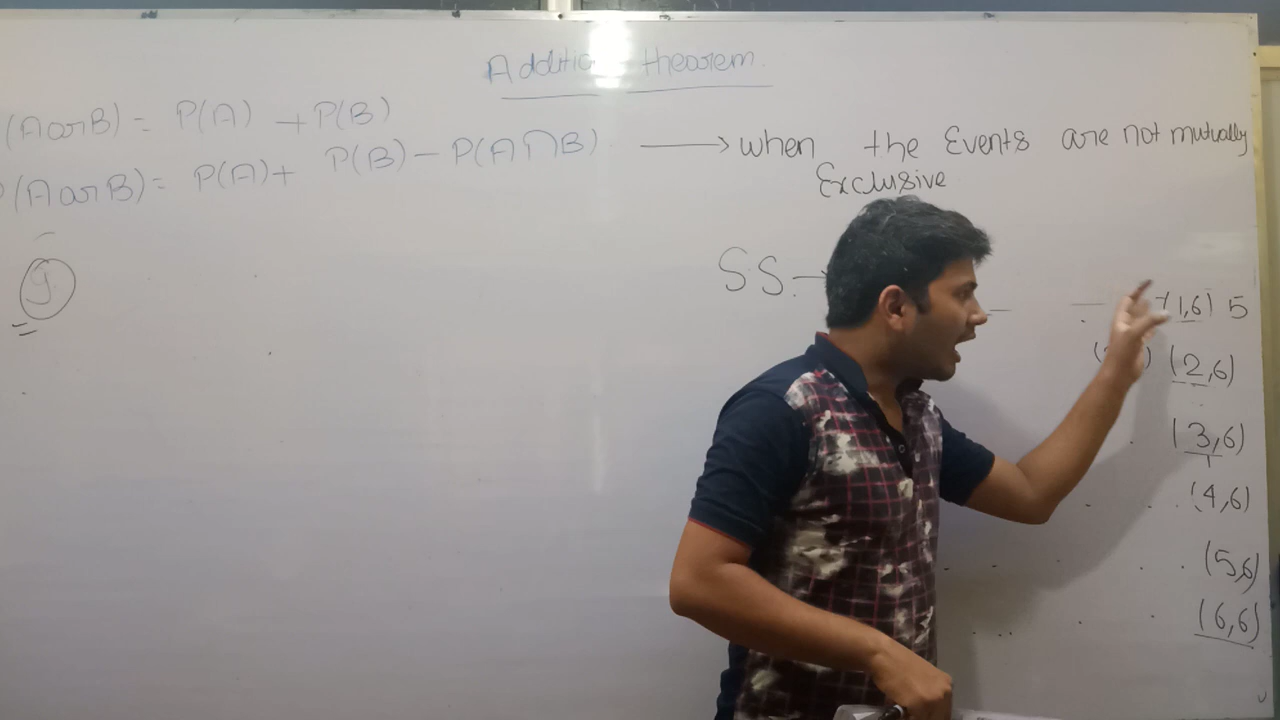 Addition theorem.
(A or B) = P(A) + P(B)
P(A or B) = P(A) + P(B) - P(A∩B) → when the Events are not mutually
Exclusive
SS. →
(1,6) 5
(2,6)
(3,6)
(4,6)
(5,6)
(6,6)